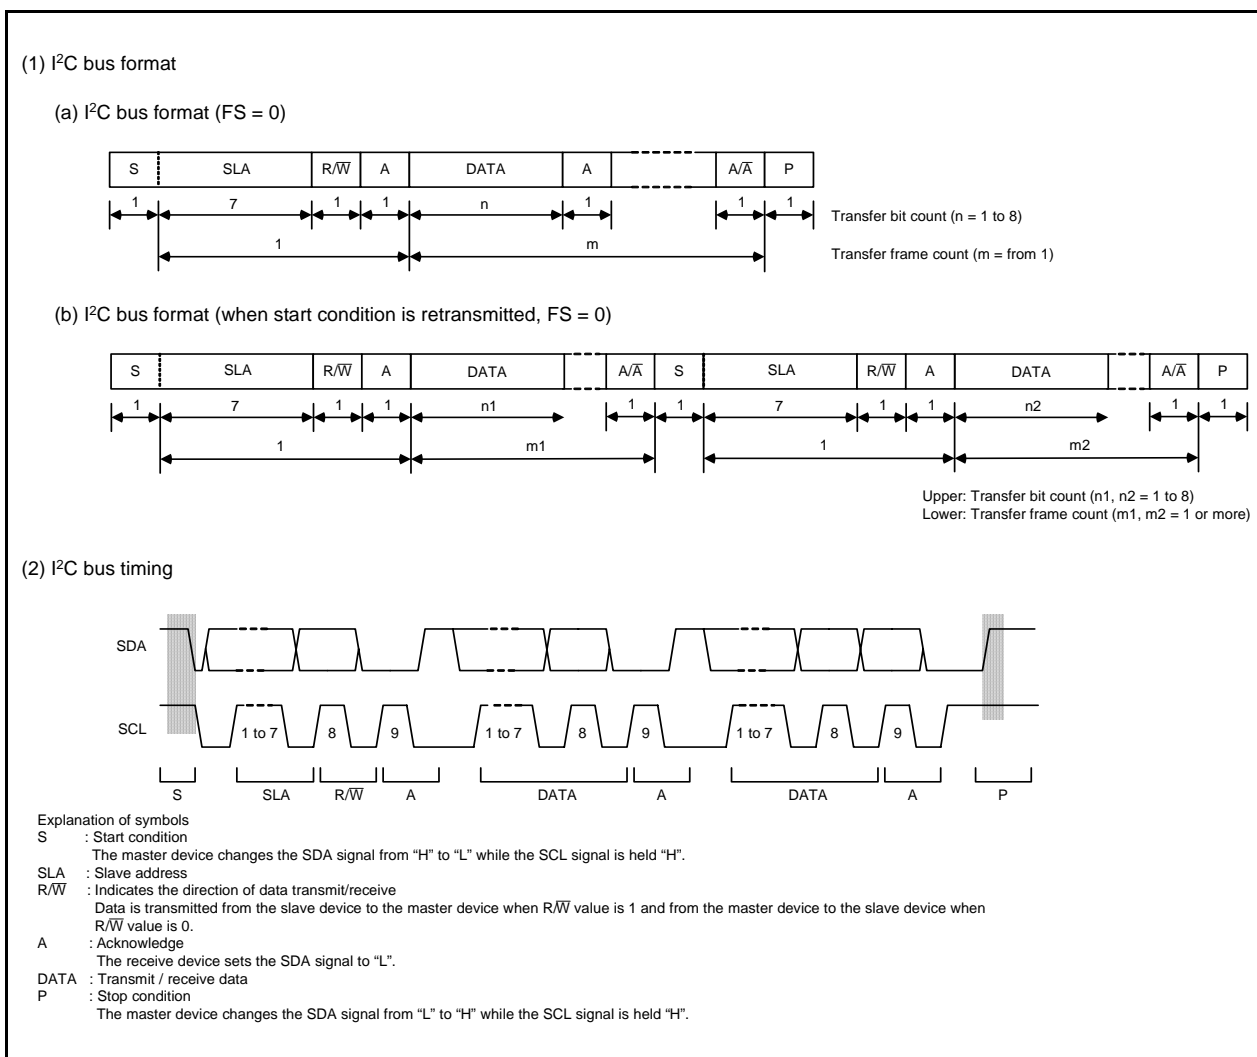 (1) I²C bus format
(a) I²C bus format (FS = 0)
S SLA R/W̅ A DATA A A/A̅ P
1 7 1 1 n 1 1 1
Transfer bit count (n = 1 to 8)
1 m
Transfer frame count (m = from 1)
(b) I²C bus format (when start condition is retransmitted, FS = 0)
S SLA R/W̅ A DATA A/A̅ S SLA R/W̅ A DATA A/A̅ P
1 7 1 1 n1 1 1 7 1 1 n2 1 1
1 m1 1 m2
Upper: Transfer bit count (n1, n2 = 1 to 8)
Lower: Transfer frame count (m1, m2 = 1 or more)
(2) I²C bus timing
SDA
SCL 1 to 7 8 9 1 to 7 8 9 1 to 7 8 9
S SLA R/W̅ A DATA A DATA A P
Explanation of symbols
S : Start condition
The master device changes the SDA signal from “H” to “L” while the SCL signal is held “H”.
SLA : Slave address
R/W̅ : Indicates the direction of data transmit/receive
Data is transmitted from the slave device to the master device when R/W̅ value is 1 and from the master device to the slave device when
R/W̅ value is 0.
A : Acknowledge
The receive device sets the SDA signal to “L”.
DATA : Transmit / receive data
P : Stop condition
The master device changes the SDA signal from “L” to “H” while the SCL signal is held “H”.